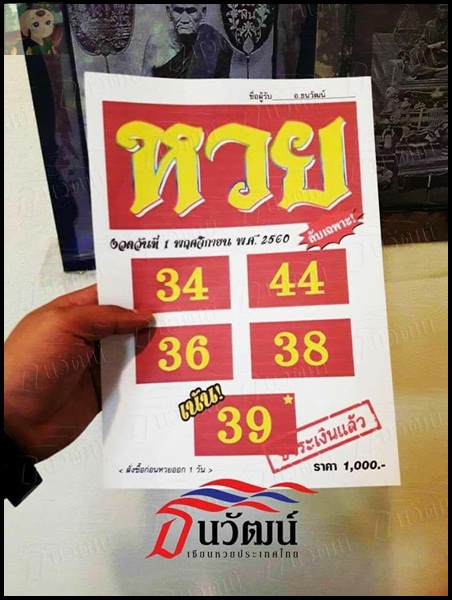 ชื่อผู้รับ อ.ธนวัฒน์
หวย
งวดวันที่ 1 พฤศจิกายน พ.ศ. 2560
ลับเฉพาะ!
34 44
36 38
เน้น!
39
ชำระเงินแล้ว
< สั่งซื้อก่อนหวยออก 1 วัน >
ราคา 1,000.-
ธนวัฒน์
เซียนหวยประเทศไทย